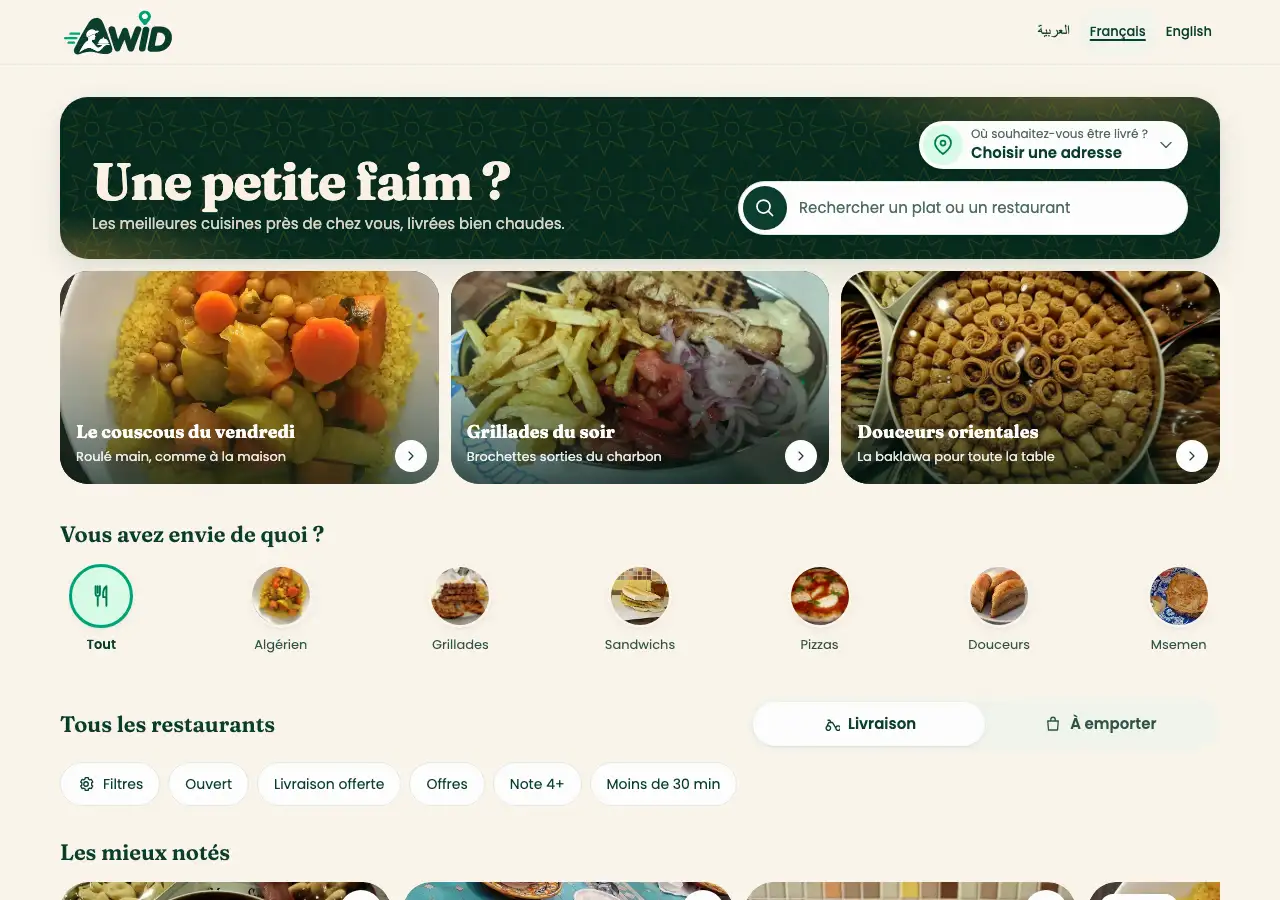 AWID
العربية
Français
English
Où souhaitez-vous être livré ?
Choisir une adresse
Une petite faim ?
Les meilleures cuisines près de chez vous, livrées bien chaudes.
Rechercher un plat ou un restaurant
Le couscous du vendredi
Roulé main, comme à la maison
Grillades du soir
Brochettes sorties du charbon
Douceurs orientales
La baklawa pour toute la table
Vous avez envie de quoi ?
Tout
Algérien
Grillades
Sandwichs
Pizzas
Douceurs
Msemen
Tous les restaurants
Livraison
À emporter
Filtres
Ouvert
Livraison offerte
Offres
Note 4+
Moins de 30 min
Les mieux notés